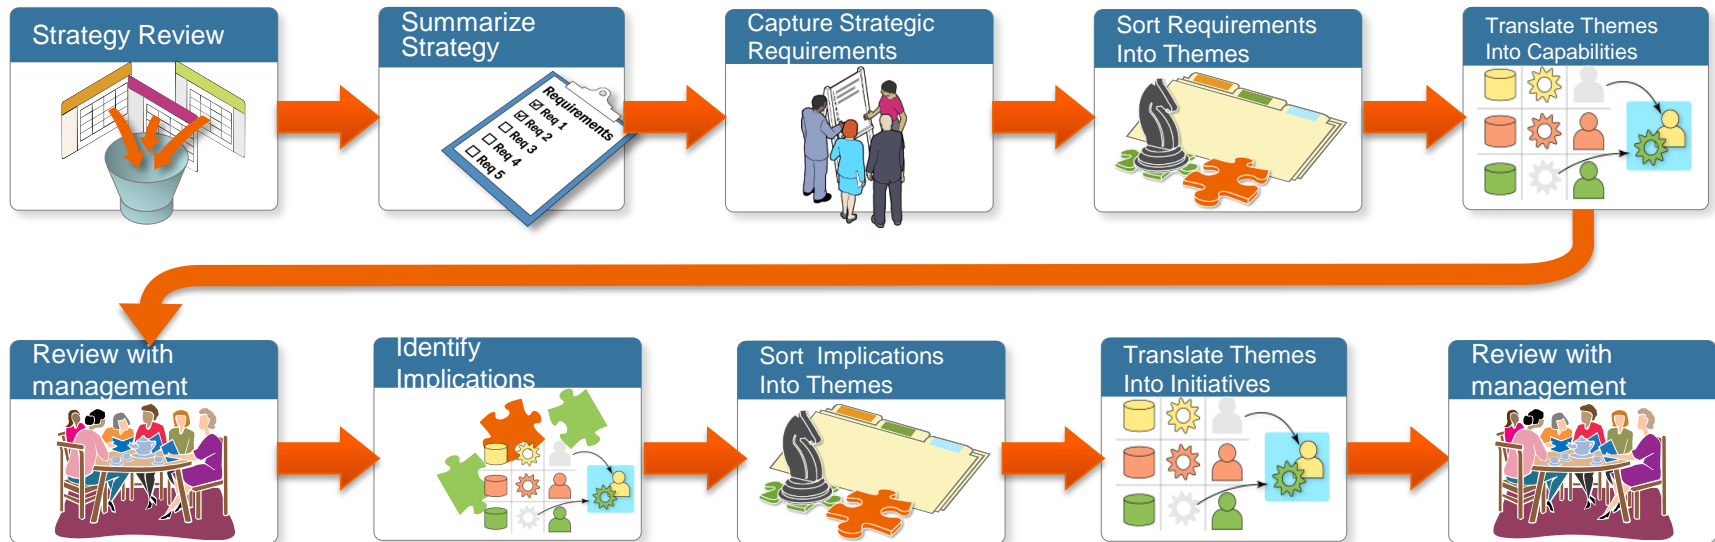 Strategy Review
Summarize
Strategy
Requirements
Req 1
Req 2
Req 3
Req 4
Req 5
Capture Strategic
Requirements
Sort Requirements
Into Themes
Translate Themes
Into Capabilities
Review with
management
Identify
Implications
Sort Implications
Into Themes
Translate Themes
Into Initiatives
Review with
management